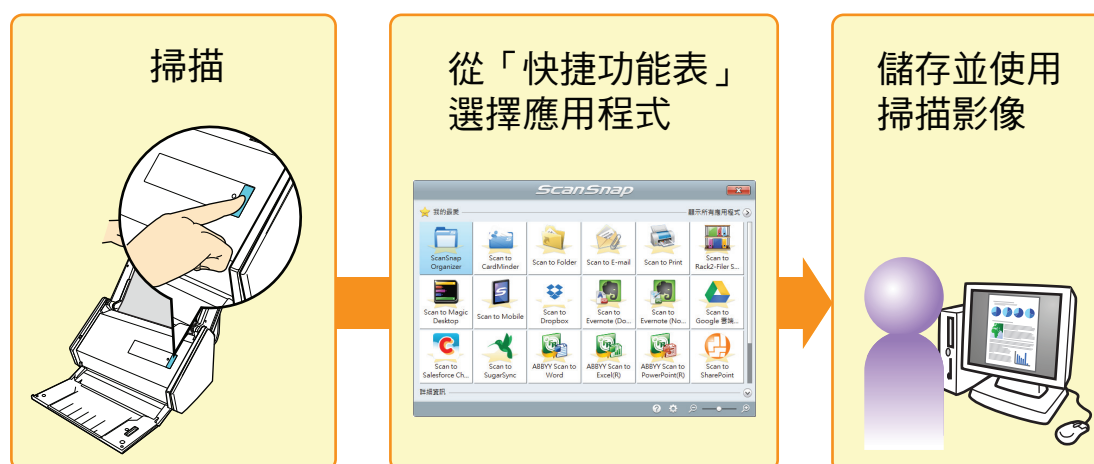 掃描
從「快捷功能表」
選擇應用程式
儲存並使用
掃描影像
ScanSnap
我的最愛
顯示所有應用程式
ScanSnap
Organizer
Scan to
CardMinder
Scan to Folder
Scan to E-mail
Scan to Print
Scan to
Rack2-Filer S...
Scan to Magic
Desktop
Scan to Mobile
Scan to
Dropbox
Scan to
Evernote (Do...
Scan to
Evernote (No...
Scan to
Google 雲端...
Scan to
Salesforce Ch...
Scan to
SugarSync
ABBYY Scan to
Word
ABBYY Scan to
Excel(R)
ABBYY Scan to
PowerPoint(R)
Scan to
SharePoint
詳細資訊